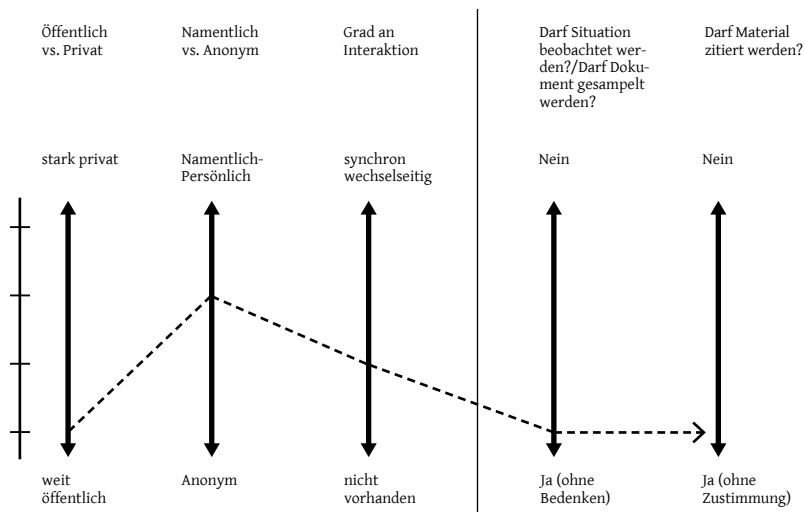 Öffentlich
vs. Privat
Namentlich
vs. Anonym
Grad an
Interaktion
Darf Situation
beobachtet wer-
den?/Darf Doku-
ment gesampelt
werden?
Darf Material
zitiert werden?
stark privat
Namentlich-
Persönlich
synchron
wechselseitig
Nein
Nein
weit
öffentlich
Anonym
nicht
vorhanden
Ja (ohne
Bedenken)
Ja (ohne
Zustimmung)